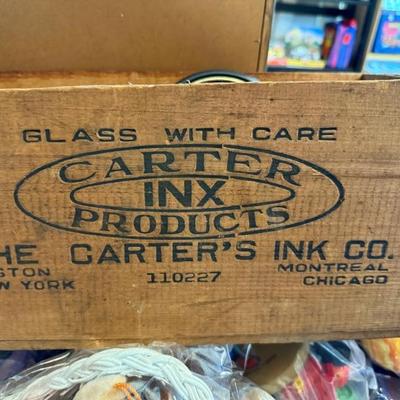 GLASS WITH CARE
CARTER
INX
PRODUCTS
HE CARTER'S INK CO.
STON
W YORK
110227
MONTREAL
CHICAGO